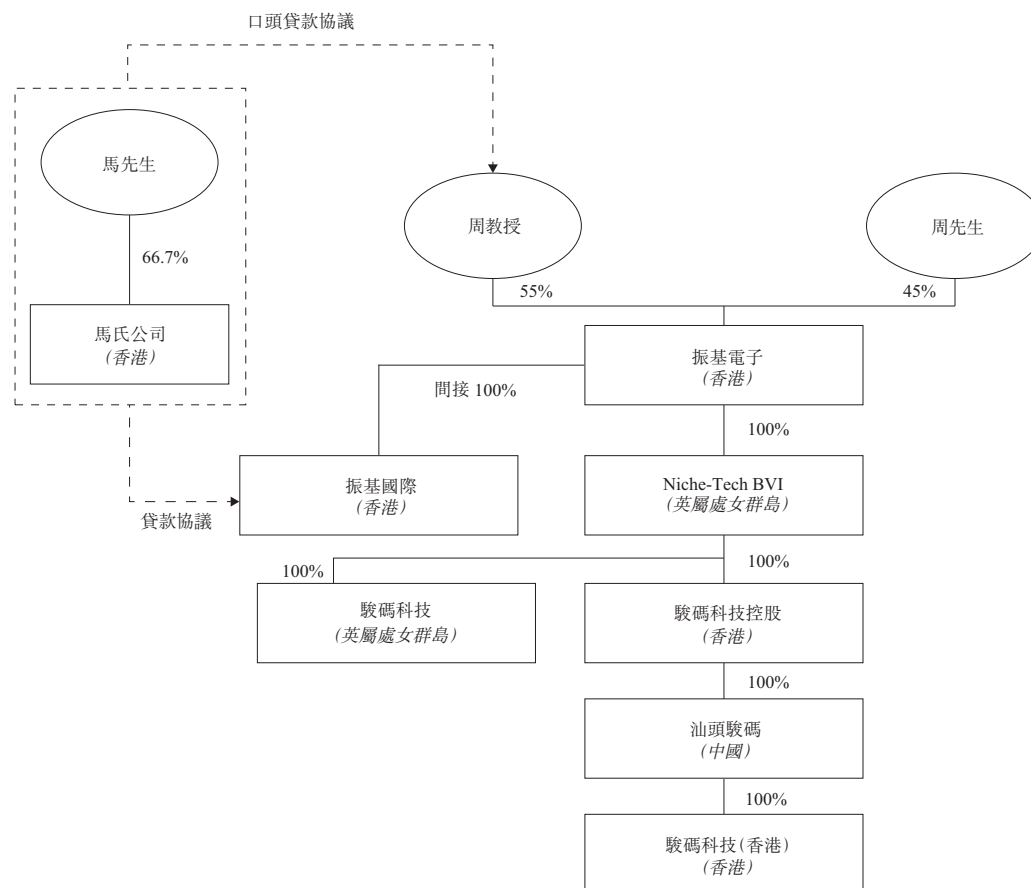 口頭貸款協議
馬先生
66.7%
馬氏公司
(香港)
周教授
周先生
55%
45%
振基電子
(香港)
間接 100%
100%
振基國際
(香港)
貸款協議
Niche-Tech BVI
(英屬處女群島)
100%
100%
駿碼科技
(英屬處女群島)
駿碼科技控股
(香港)
100%
汕頭駿碼
(中國)
100%
駿碼科技(香港)
(香港)